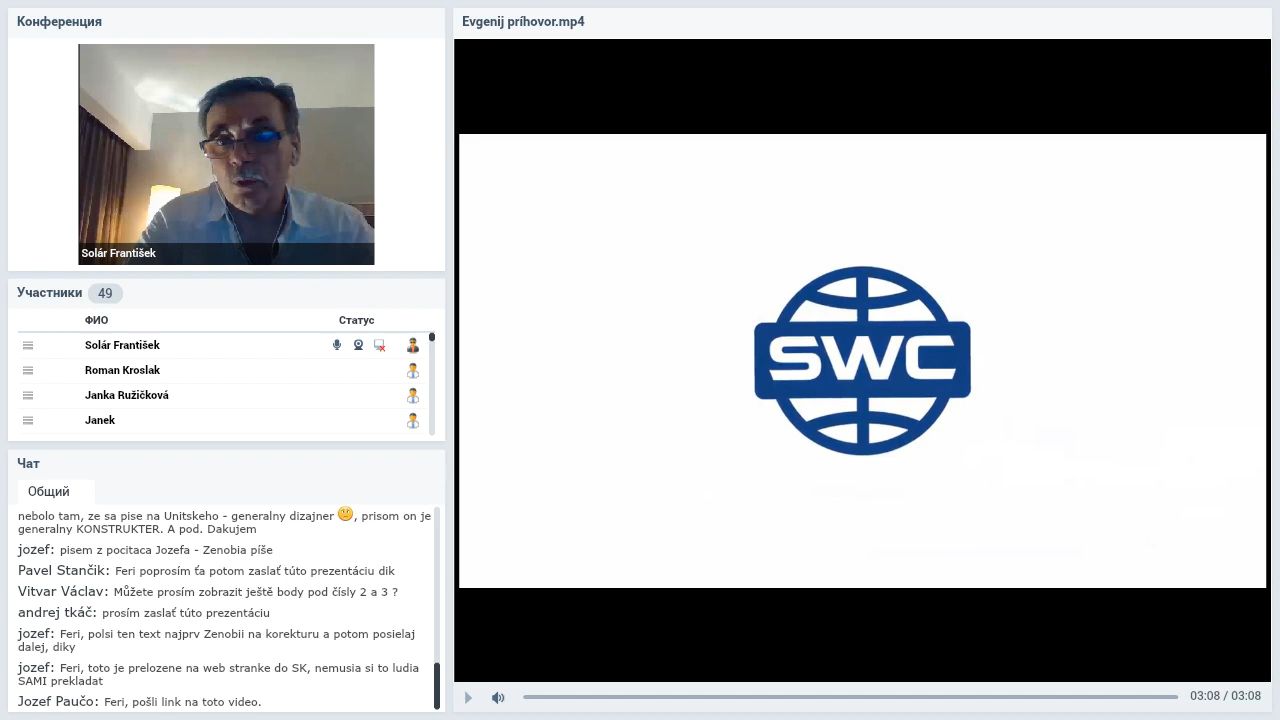 Конференция
Solár František
Участники 49
ФИО Статус
Solár František
Roman Kroslak
Janka Ružičková
Janek
Чат
Общий
nebolo tam, ze sa pise na Unitskeho - generalny dizajner , prisom on je
generalny KONSTRUKTER. A pod. Dakujem
jozef: pisem z pocitaca Jozefa - Zenobia píše
Pavel Stančik: Feri poprosím ťa potom zaslať túto prezentáciu dik
Vitvar Václav: Můžete prosím zobrazit ještě body pod čísly 2 a 3 ?
andrej tkáč: prosím zaslať túto prezentáciu
jozef: Feri, polsi ten text najprv Zenobii na korekturu a potom posielaj
dalej, diky
jozef: Feri, toto je prelozene na web stranke do SK, nemusia si to ludia
SAMI prekladat
Jozef Paučo: Feri, pošli link na toto video.
Evgenij príhovor.mp4
SWC
03:08 / 03:08